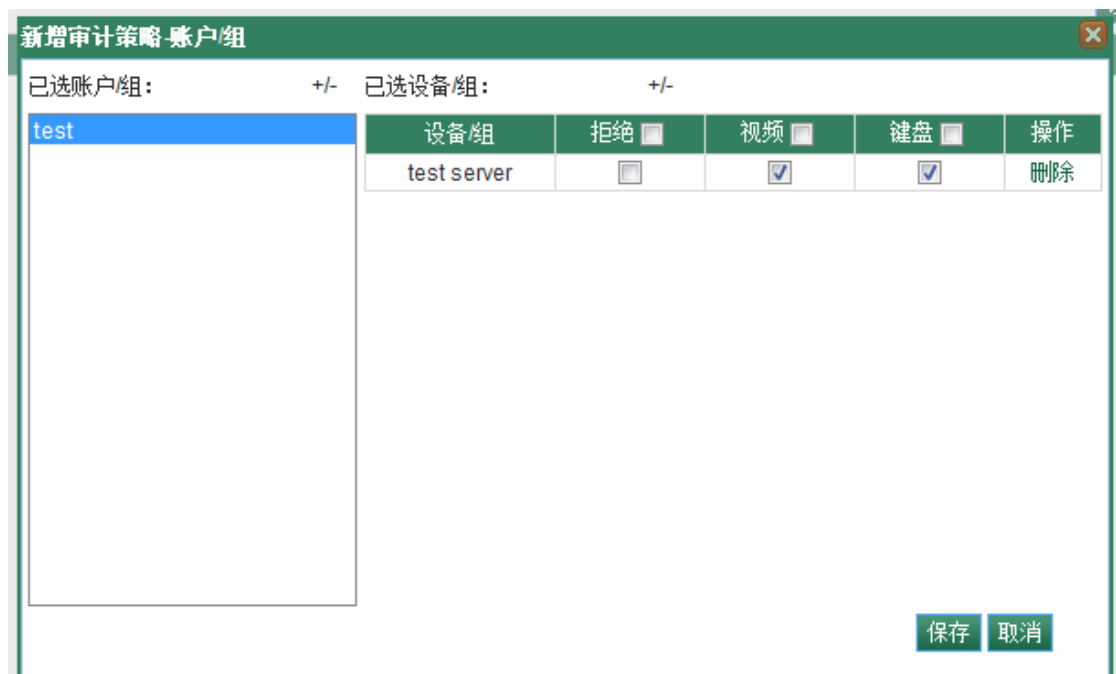 新增审计策略-账户/组
已选账户/组： +/- 已选设备/组： +/-
test
设备/组 拒绝 视频 键盘 操作
test server 删除
保存 取消